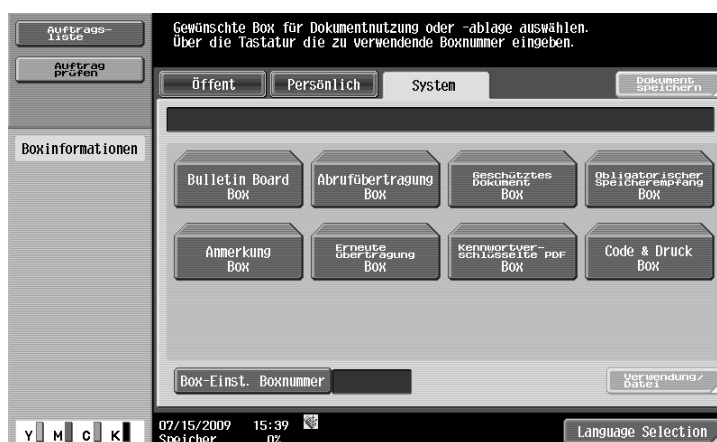 Auftrags-
liste
Gewünschte Box für Dokumentnutzung oder -ablage auswählen.
Über die Tastatur die zu verwendende Boxnummer eingeben.
Auftrag
prüfen
Öffent
Persönlich
System
Dokument
speichern
Boxinformationen
Bulletin Board
Box
Abrufübertragung
Box
Geschütztes
Dokument
Box
Obligatorischer
Speicherempfang
Box
Anmerkung
Box
Erneute
übertragung
Box
Kennwortver-
schlüsselte PDF
Box
Code & Druck
Box
Box-Einst. Boxnummer
Verwendung/
Datei
Y M C K
07/15/2009 15:39
Speicher 0%
Language Selection